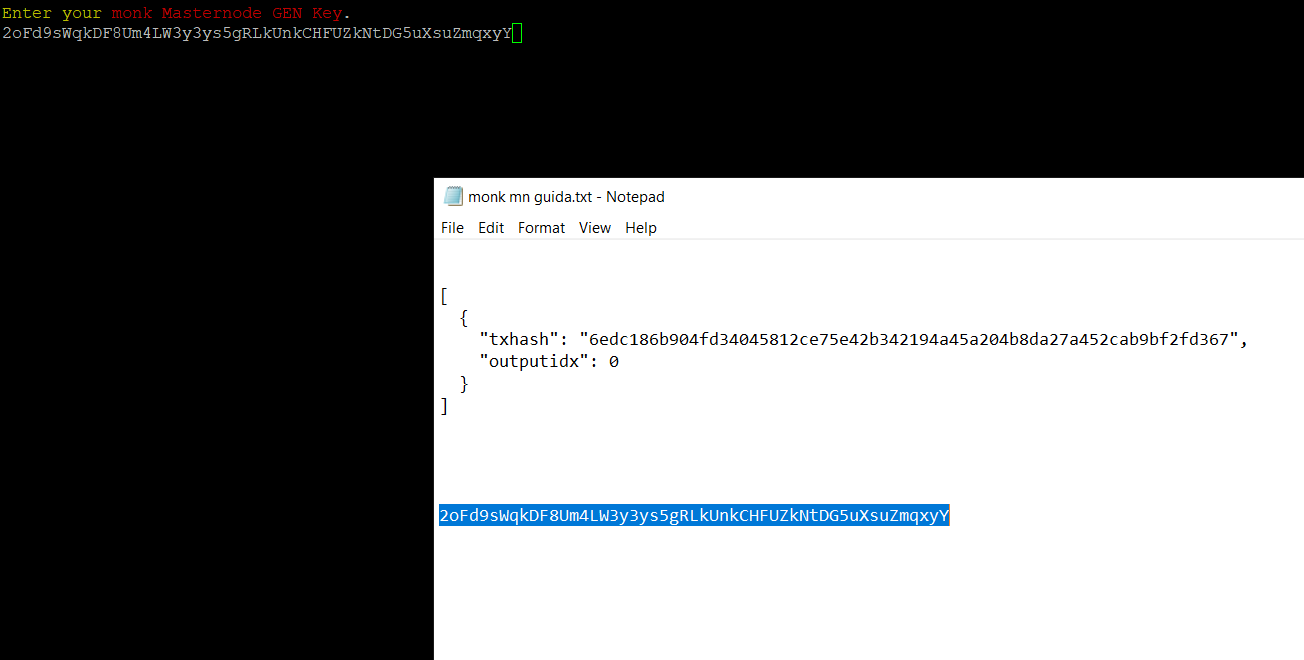 Enter your monk Masternode GEN Key.
2oFd9sWqkDF8Um4LW3y3ys5gRLkUnkCHFUZkNtDG5uXsuZmqxyY
monk mn guida.txt - Notepad
File Edit Format View Help
[
{
"txhash": "6edc186b904fd34045812ce75e42b342194a45a204b8da27a452cab9bf2fd367",
"outputidx": 0
}
]
2oFd9sWqkDF8Um4LW3y3ys5gRLkUnkCHFUZkNtDG5uXsuZmqxyY